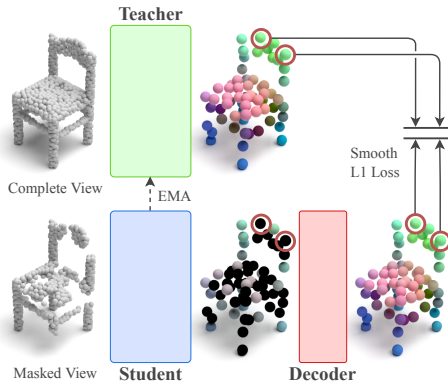 Teacher
Complete View
EMA
Smooth
L1 Loss
Masked View
Student
Decoder